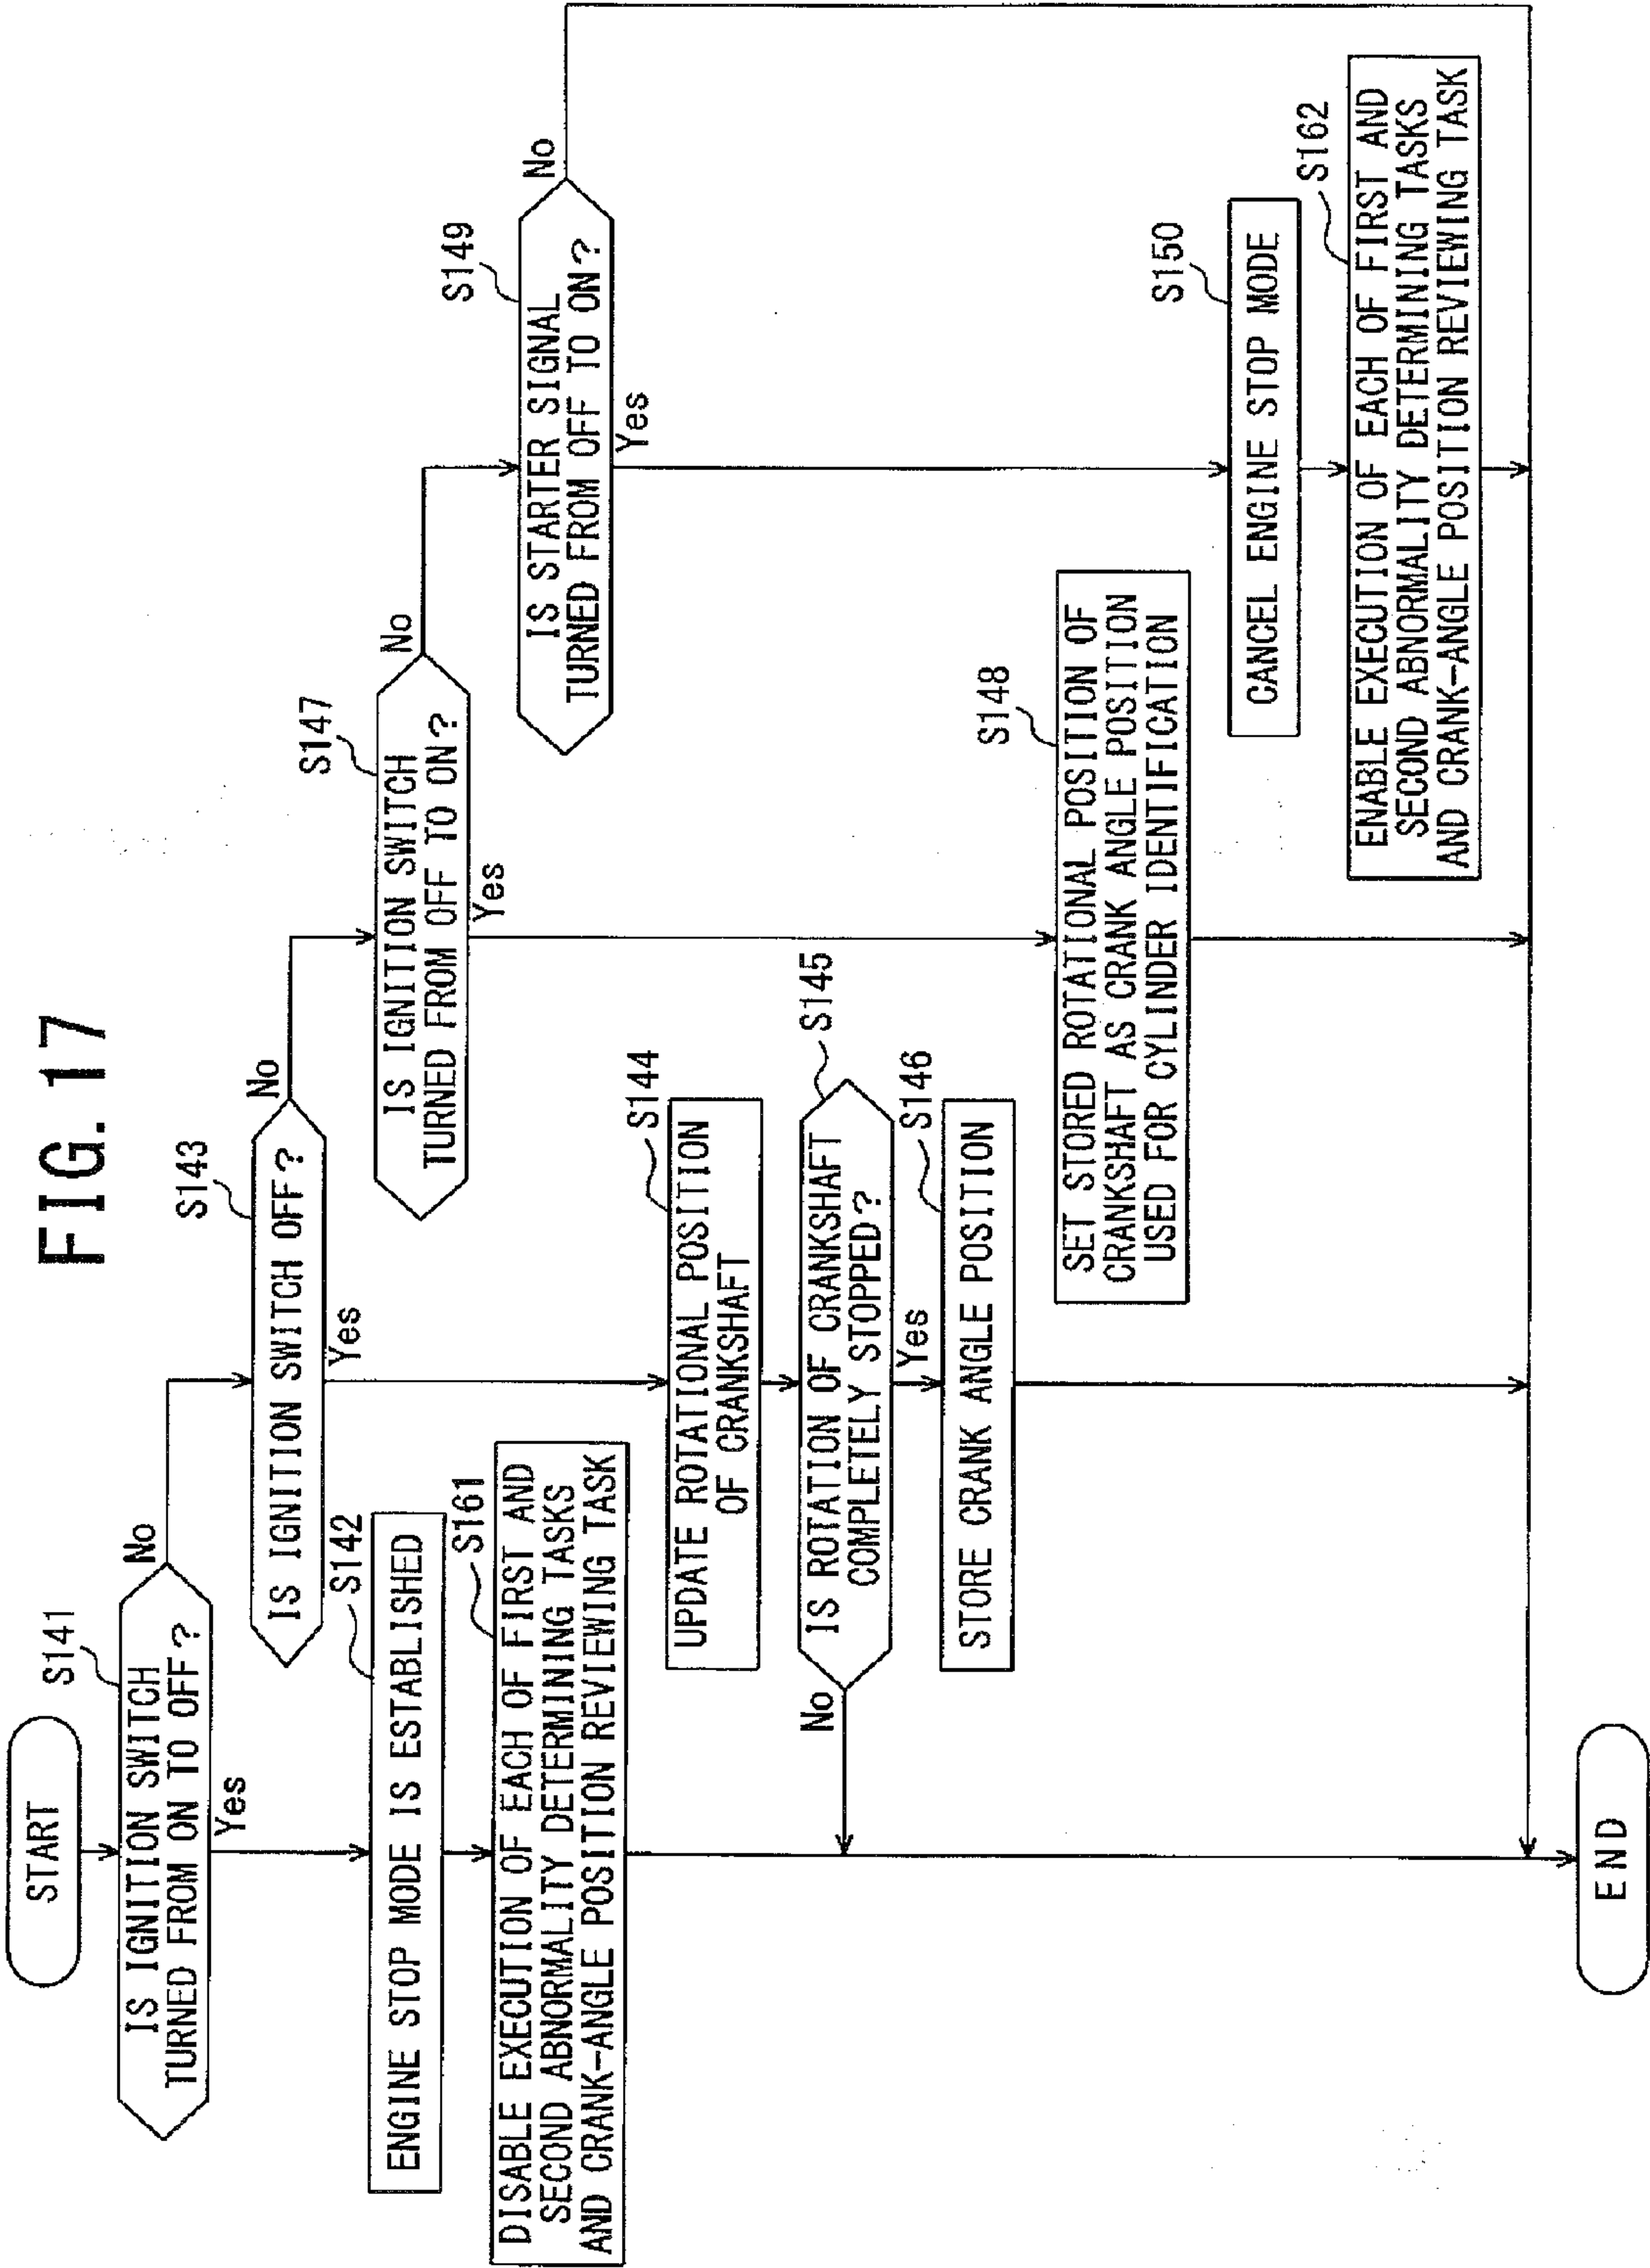 FIG. 17
START
S141
IS IGNITION SWITCH
TURNED FROM ON TO OFF?
No
Yes
S142
ENGINE STOP MODE IS ESTABLISHED
S161
DISABLE EXECUTION OF EACH OF FIRST AND
SECOND ABNORMALITY DETERMINING TASKS
AND CRANK-ANGLE POSITION REVIEWING TASK
S143
IS IGNITION SWITCH OFF?
No
Yes
S144
UPDATE ROTATIONAL POSITION
OF CRANKSHAFT
S145
IS ROTATION OF CRANKSHAFT
COMPLETELY STOPPED?
No
Yes
S146
STORE CRANK ANGLE POSITION
S147
IS IGNITION SWITCH
TURNED FROM OFF TO ON?
No
Yes
S148
SET STORED ROTATIONAL POSITION OF
CRANKSHAFT AS CRANK ANGLE POSITION
USED FOR CYLINDER IDENTIFICATION
S149
IS STARTER SIGNAL
TURNED FROM OFF TO ON?
No
Yes
S150
CANCEL ENGINE STOP MODE
S162
ENABLE EXECUTION OF EACH OF FIRST AND
SECOND ABNORMALITY DETERMINING TASKS
AND CRANK-ANGLE POSITION REVIEWING TASK
END